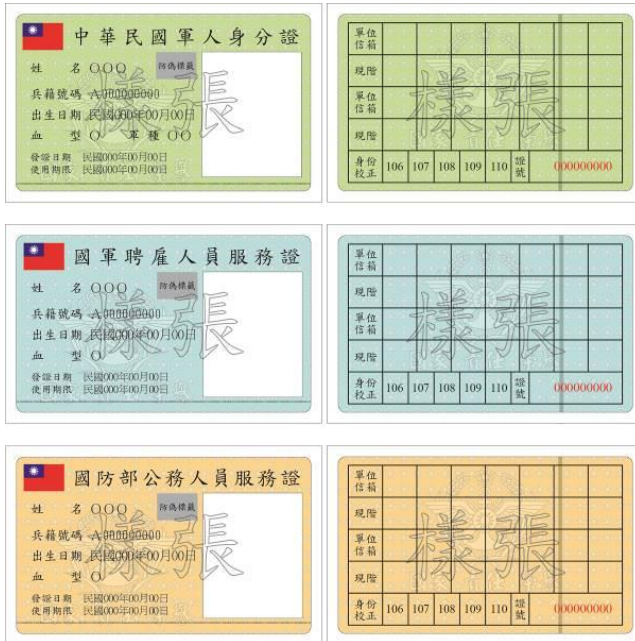 中華民國軍人身分證
姓 名 OOO 防偽標籤
兵籍號碼 A000000000
出生日期 民國000年00月00日
血 型 O 軍種 OO
發證日期 民國000年00月00日
使用期限 民國000年00月00日
樣張
單位信箱
現階
單位信箱
現階
身份校正 106 107 108 109 110 證號 000000000
樣張
國軍聘雇人員服務證
姓 名 OOO 防偽標籤
兵籍號碼 A000000000
出生日期 民國000年00月00日
血 型 O
發證日期 民國000年00月00日
使用期限 民國000年00月00日
樣張
單位信箱
現階
單位信箱
現階
身份校正 106 107 108 109 110 證號 000000000
樣張
國防部公務人員服務證
姓 名 OOO 防偽標籤
兵籍號碼 A000000000
出生日期 民國000年00月00日
血 型 O
發證日期 民國000年00月00日
使用期限 民國000年00月00日
樣張
單位信箱
現階
單位信箱
現階
身份校正 106 107 108 109 110 證號 000000000
樣張